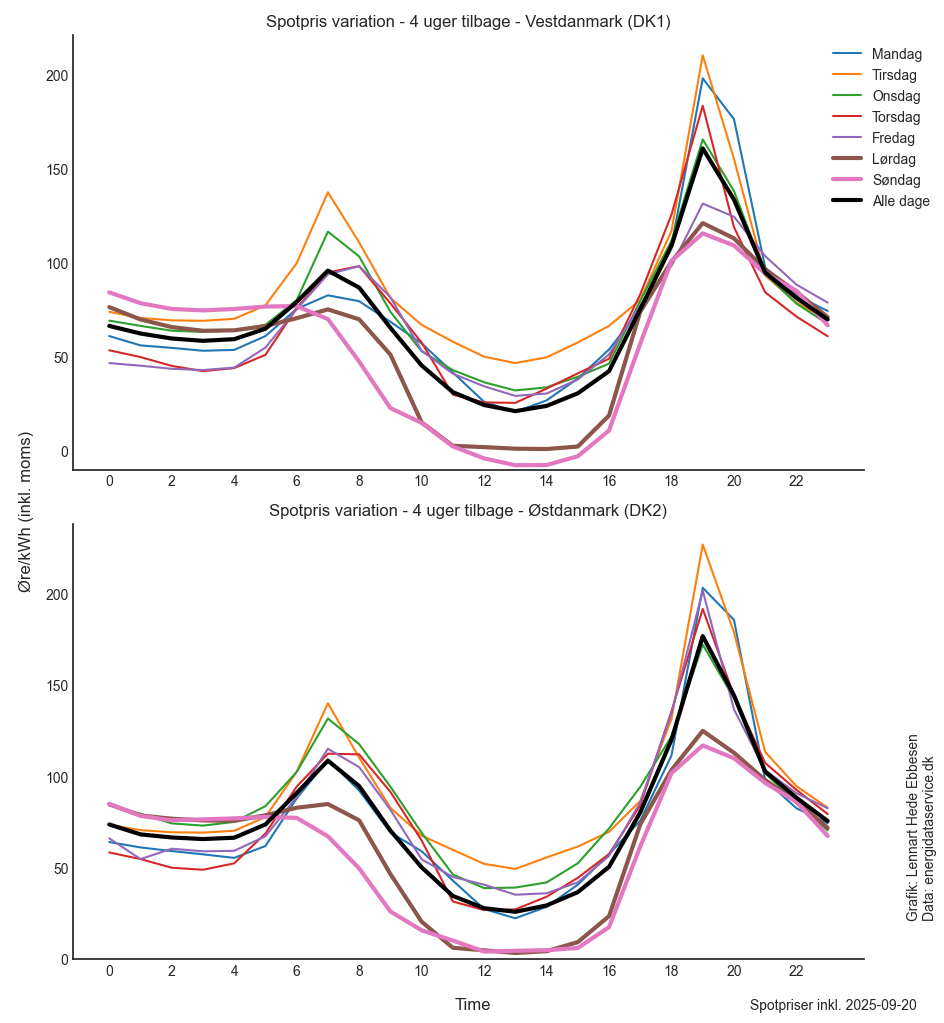 Spotpris variation - 4 uger tilbage - Vestdanmark (DK1)
200
150
100
50
0
0 2 4 6 8 10 12 14 16 18 20 22
Mandag
Tirsdag
Onsdag
Torsdag
Fredag
Lørdag
Søndag
Alle dage
Øre/kWh (inkl. moms)
Spotpris variation - 4 uger tilbage - Østdanmark (DK2)
200
150
100
50
0
0 2 4 6 8 10 12 14 16 18 20 22
Time
Grafik: Lennart Hede Ebbesen
Data: energidataservice.dk
Spotpriser inkl. 2025-09-20